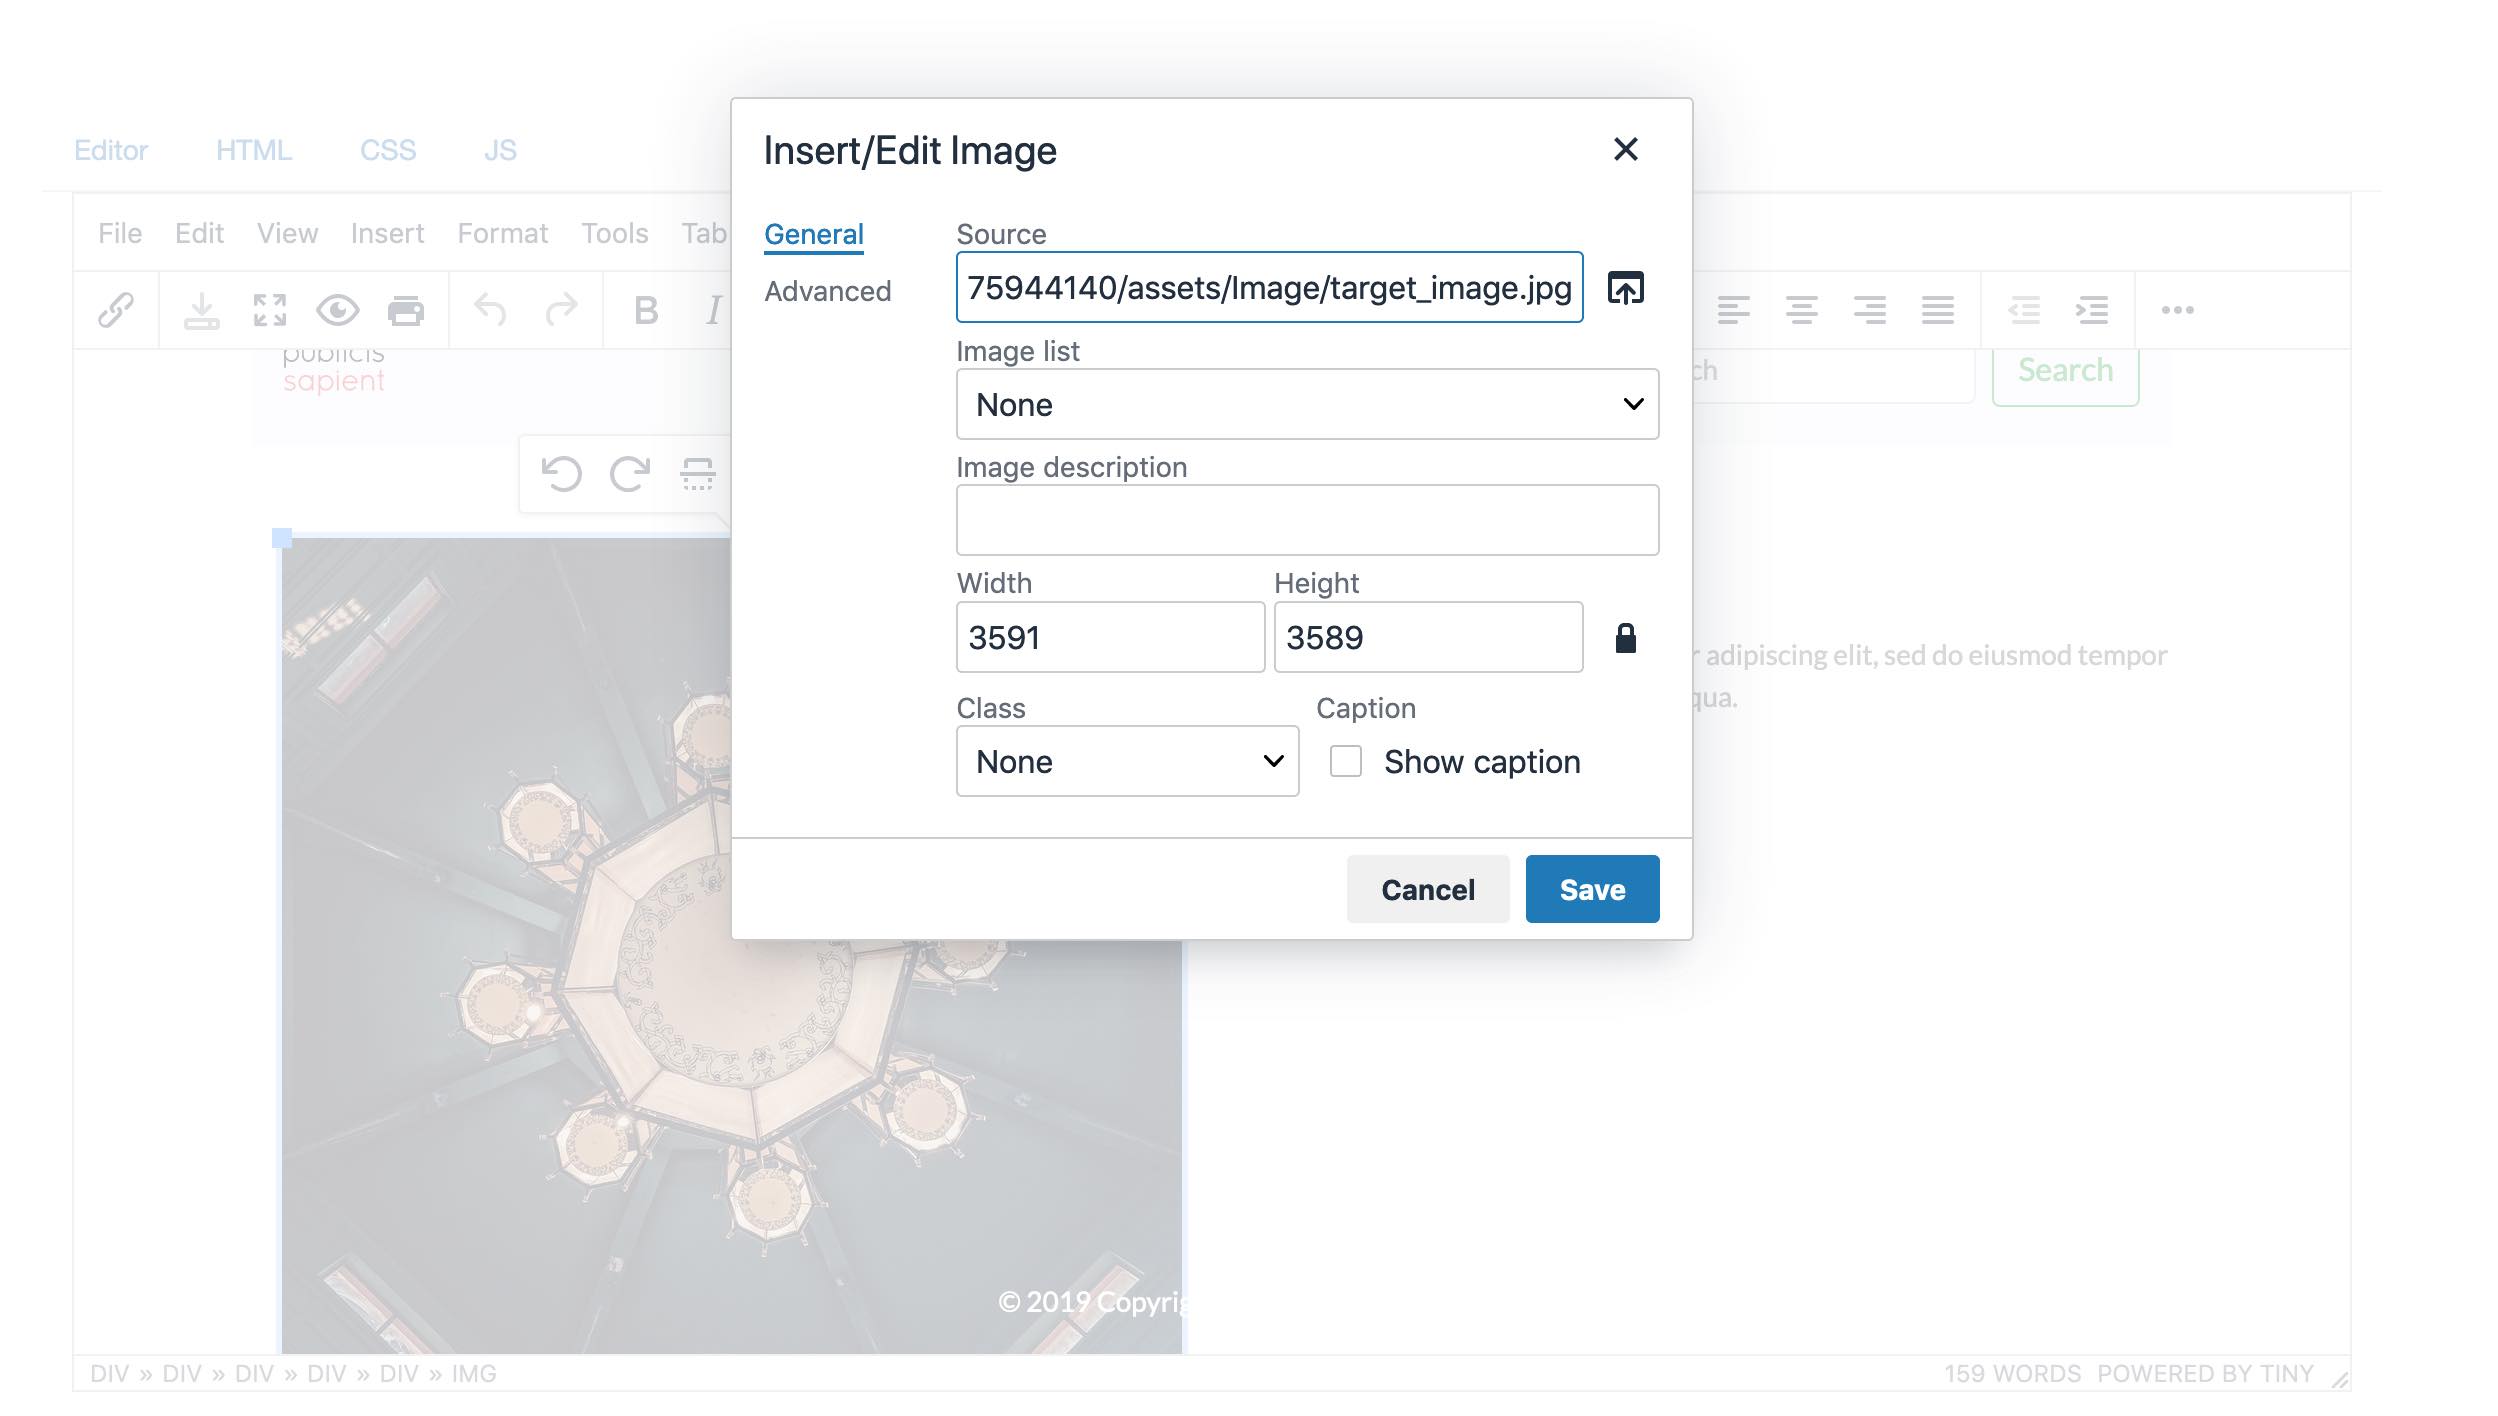 Editor HTML CSS JS
Insert/Edit Image
File Edit View Insert Format Tools Tab
General
Advanced
Source
75944140/assets/Image/target_image.jpg
B I
publicis
sapient
ch
Search
Image list
None
Image description
Width Height
3591 3589
r adipiscing elit, sed do eiusmod tempor
qua.
Class Caption
None Show caption
Cancel Save
© 2019 Copyrig
DIV » DIV » DIV » DIV » DIV » IMG
159 WORDS POWERED BY TINY